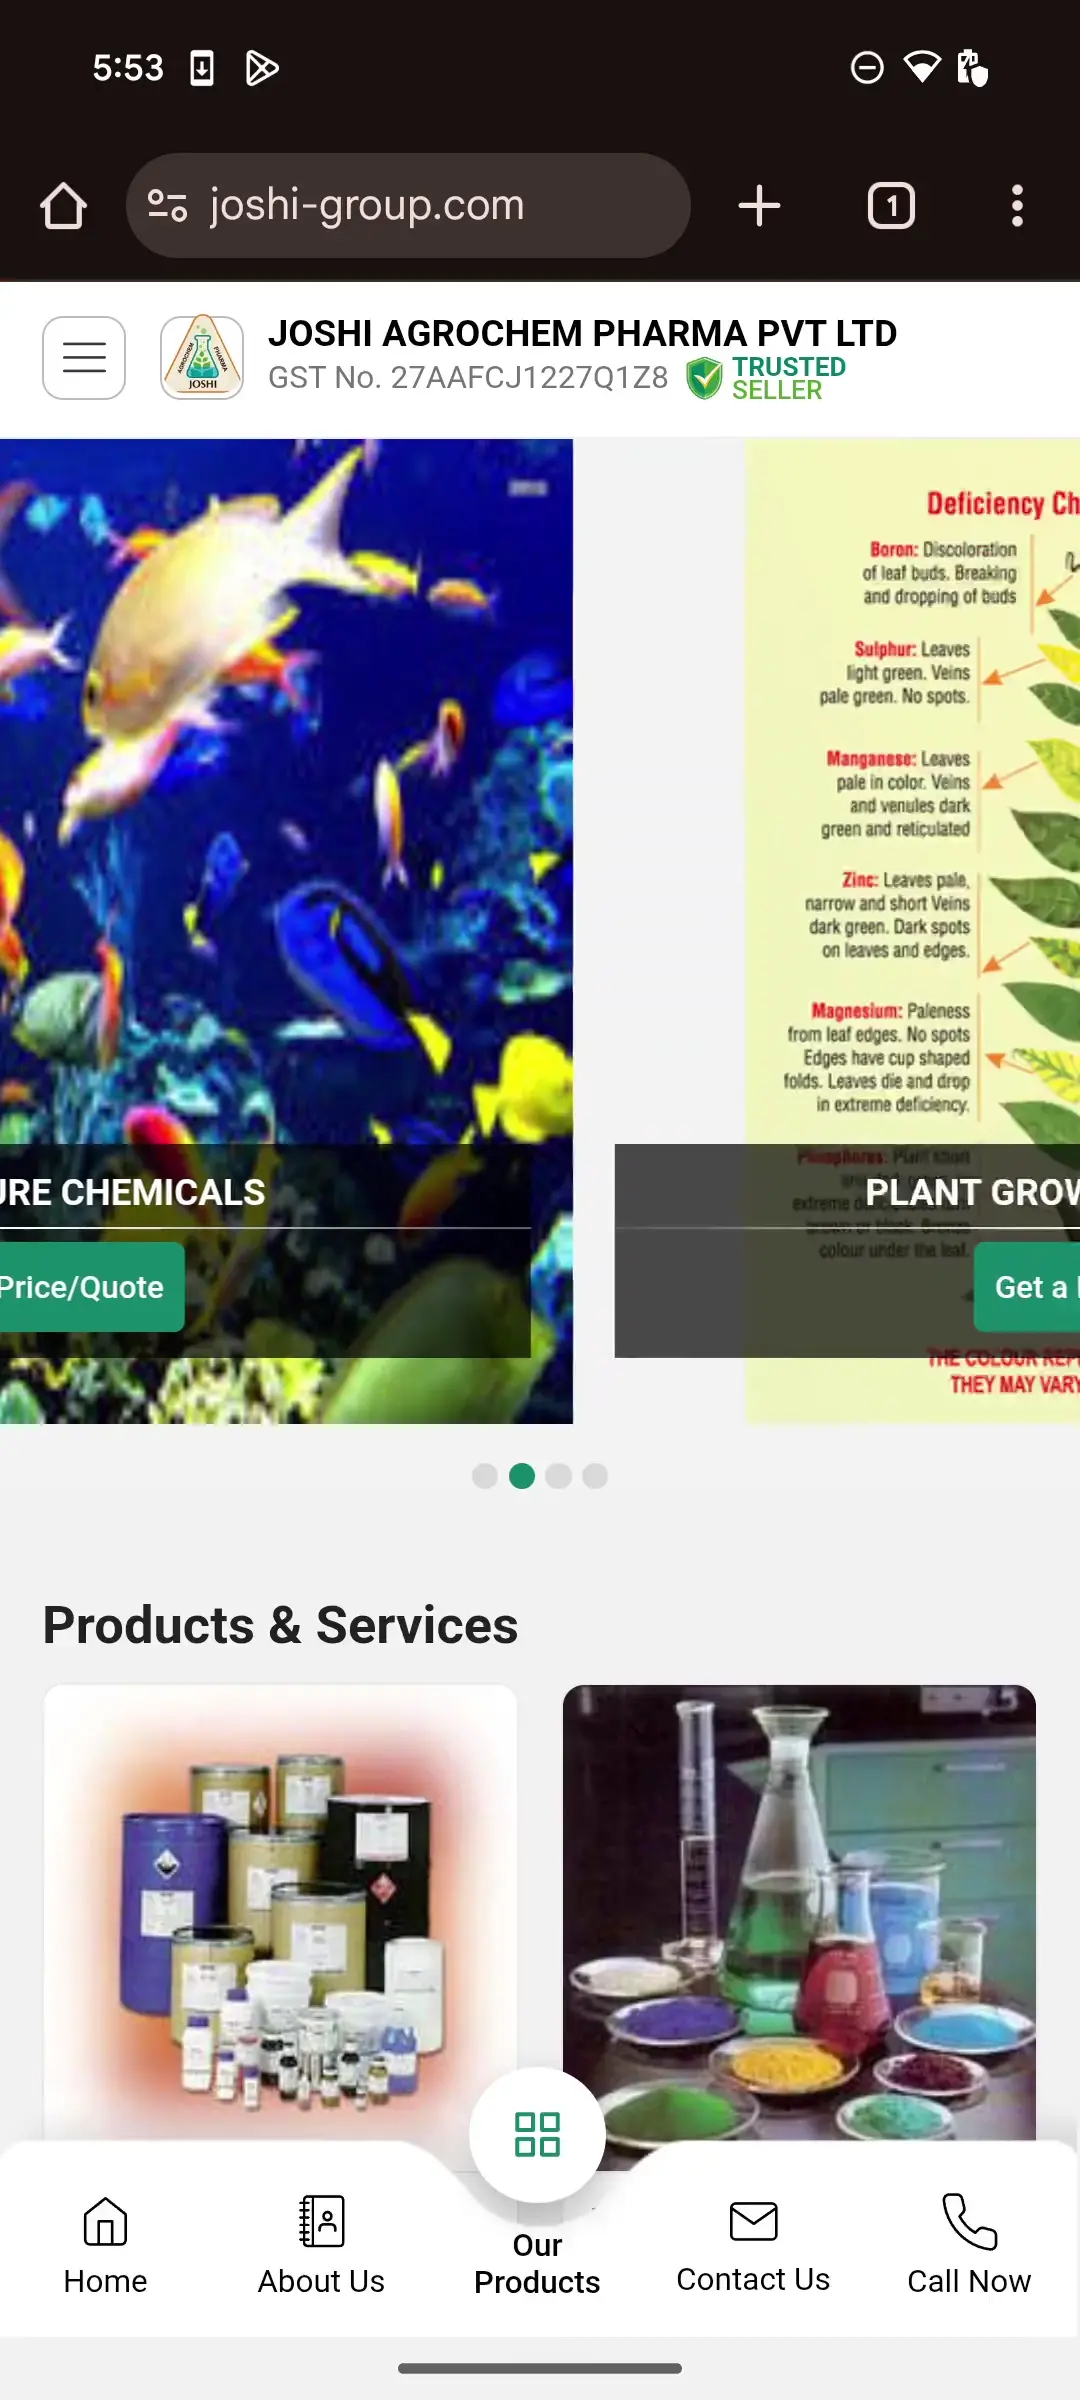 5:53
joshi-group.com
1
JOSHI AGROCHEM PHARMA PVT LTD
GST No. 27AAFCJ1227Q1Z8
TRUSTED
SELLER
AGROCHEM
PHARMA
JOSHI
Deficiency Ch
Boron: Discoloration
of leaf buds. Breaking
and dropping of buds
Sulphur: Leaves
light green. Veins
pale green. No spots.
Manganese: Leaves
pale in color. Veins
and venules dark
green and reticulated
Zinc: Leaves pale,
narrow and short Veins
dark green. Dark spots
on leaves and edges.
Magnesium: Paleness
from leaf edges. No spots
Edges have cup shaped
folds. Leaves die and drop
in extreme deficiency.
Phosphorus: Plant short
extreme
brown or black. Bronze
colour under the leaf.
URE CHEMICALS
Price/Quote
PLANT GROW
Get a
THE COLOUR REP
THEY MAY VARY
Products & Services
Home
About Us
Our
Products
Contact Us
Call Now